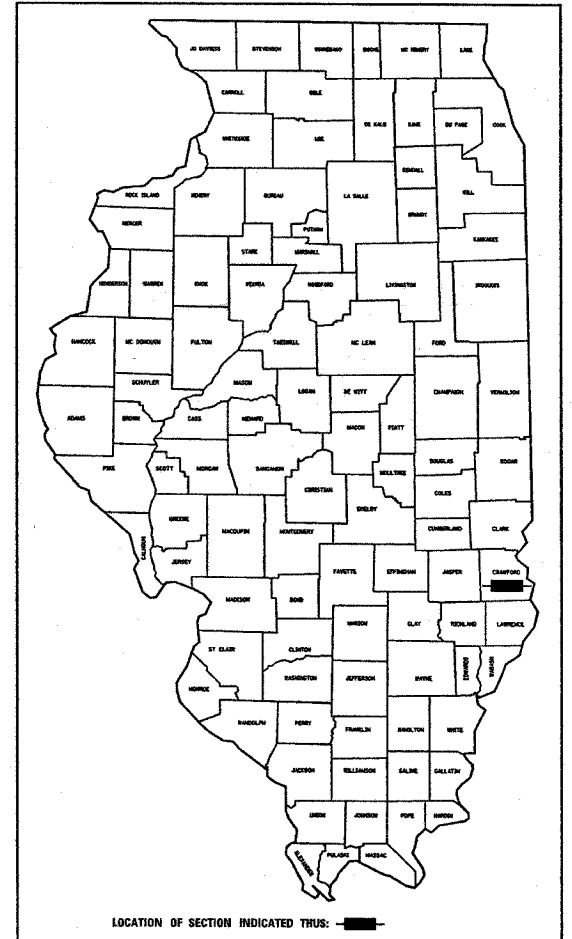 JO DAVIESS STEPHENSON WINNEBAGO BOONE MC HENRY LAKE
CARROLL OGLE DE KALB KANE DU PAGE COOK
WHITESIDE LEE
KENDALL WILL
ROCK ISLAND HENRY BUREAU LA SALLE GRUNDY
MERCER PUTNAM KANKAKEE
STARK MARSHALL
HENDERSON WARREN KNOX PEORIA WOODFORD LIVINGSTON IROQUOIS
HANCOCK MC DONOUGH FULTON TAZEWELL MC LEAN FORD
SCHUYLER MASON LOGAN DE WITT CHAMPAIGN VERMILION
ADAMS BROWN CASS MENARD MACON PIATT
PIKE SCOTT MORGAN SANGAMON MOULTRIE DOUGLAS EDGAR
CHRISTIAN COLES
GREENE MACOUPIN MONTGOMERY SHELBY CUMBERLAND CLARK
CALHOUN JERSEY
FAYETTE EFFINGHAM JASPER CRAWFORD
MADISON BOND
MARION CLAY RICHLAND LAWRENCE
ST CLAIR CLINTON
WASHINGTON JEFFERSON WAYNE EDWARDS WABASH
MONROE
RANDOLPH PERRY FRANKLIN HAMILTON WHITE
JACKSON WILLIAMSON SALINE GALLATIN
UNION JOHNSON POPE HARDIN
ALEXANDER PULASKI MASSAC
LOCATION OF SECTION INDICATED THUS: